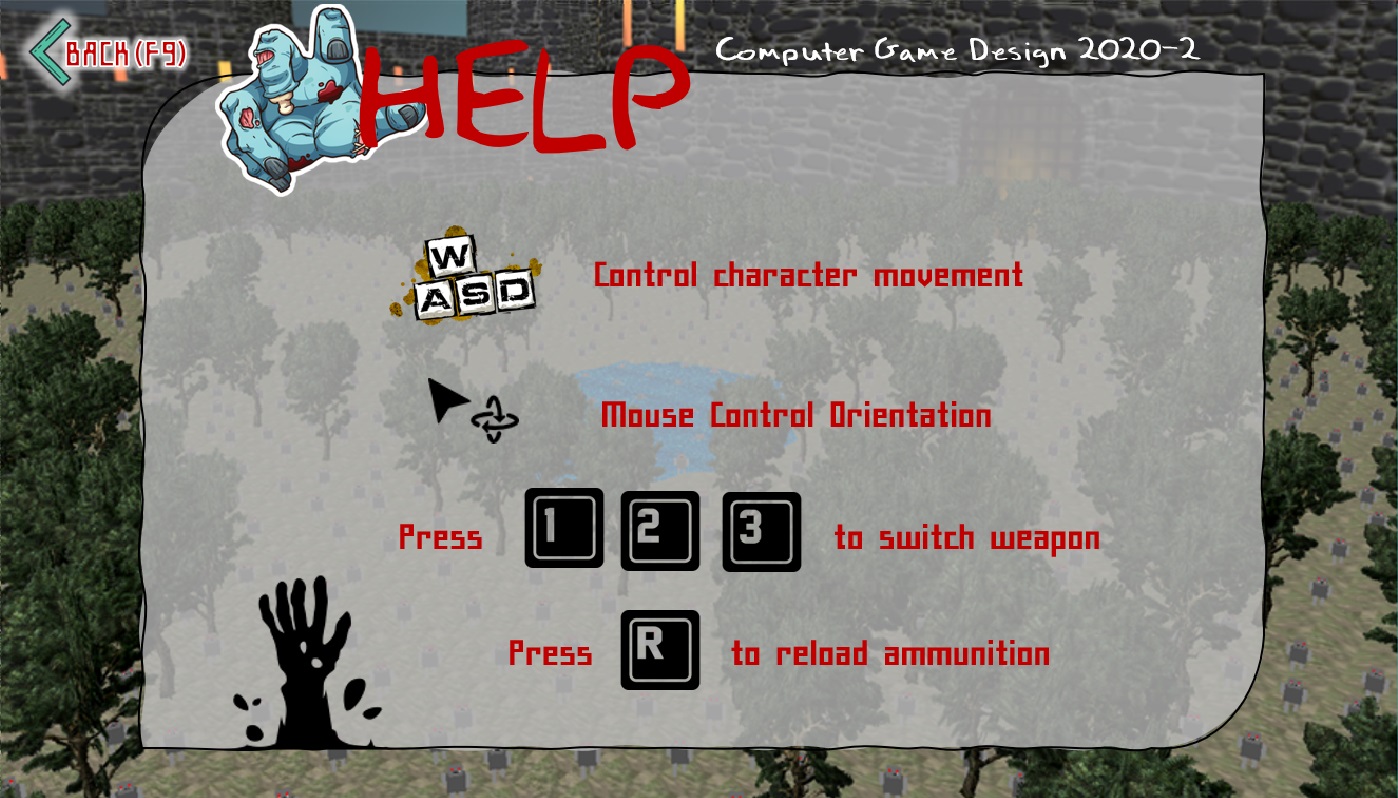 BACK(F9)
HELP
Computer Game Design 2020-2
W
ASD
Control character movement
Mouse Control Orientation
Press 1 2 3 to switch weapon
Press R to reload ammunition